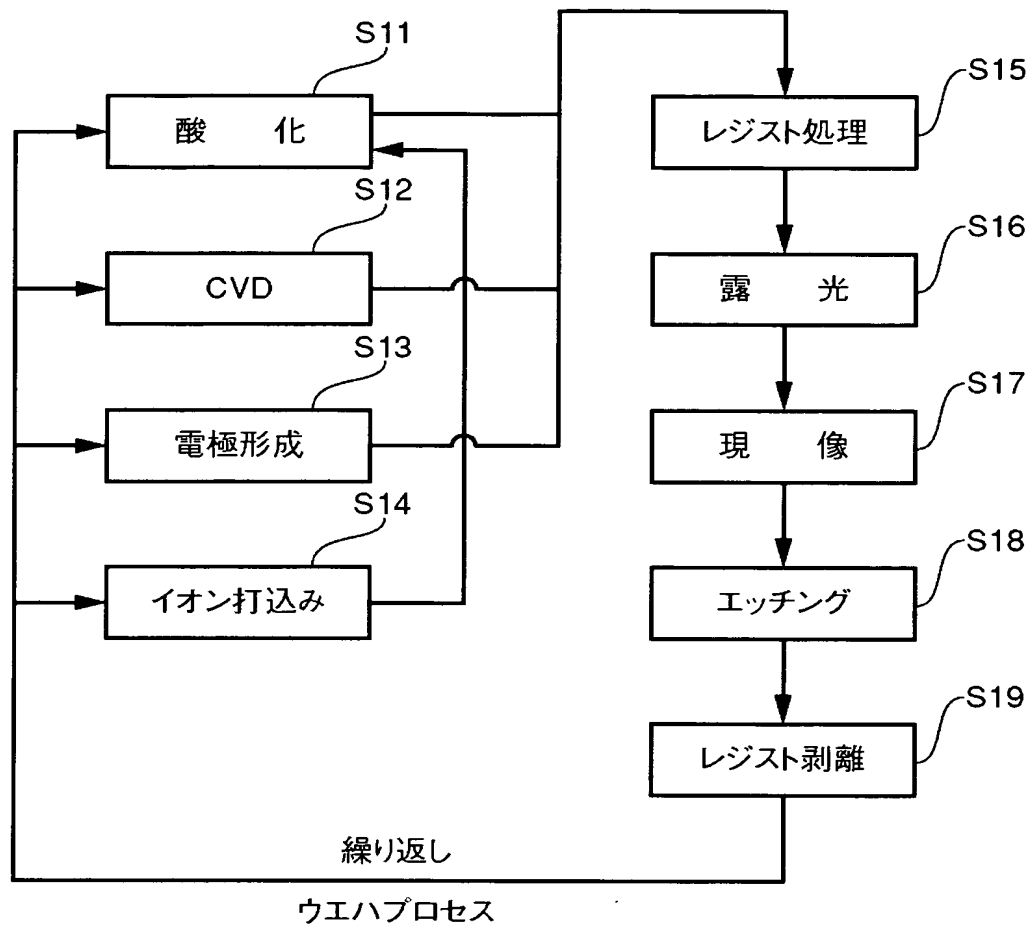 S11
酸 化
S12
CVD
S13
電極形成
S14
イオン打込み
S15
レジスト処理
S16
露 光
S17
現 像
S18
エッチング
S19
レジスト剥離
繰り返し
ウエハプロセス